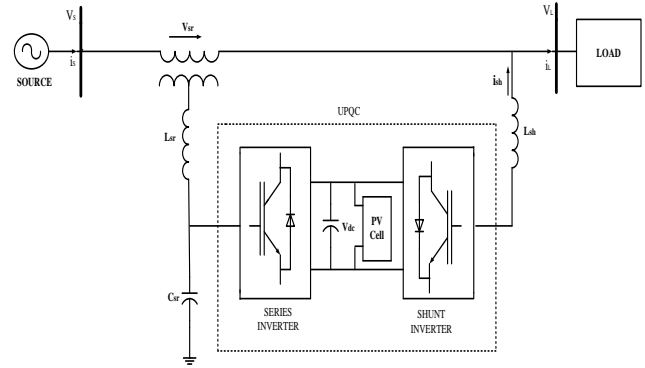 Vs
Vsr
VL
SOURCE
is
iL
LOAD
ish
UPQC
Lsr
Lsh
Vdc
PV
Cell
Csr
SERIES
INVERTER
SHUNT
INVERTER